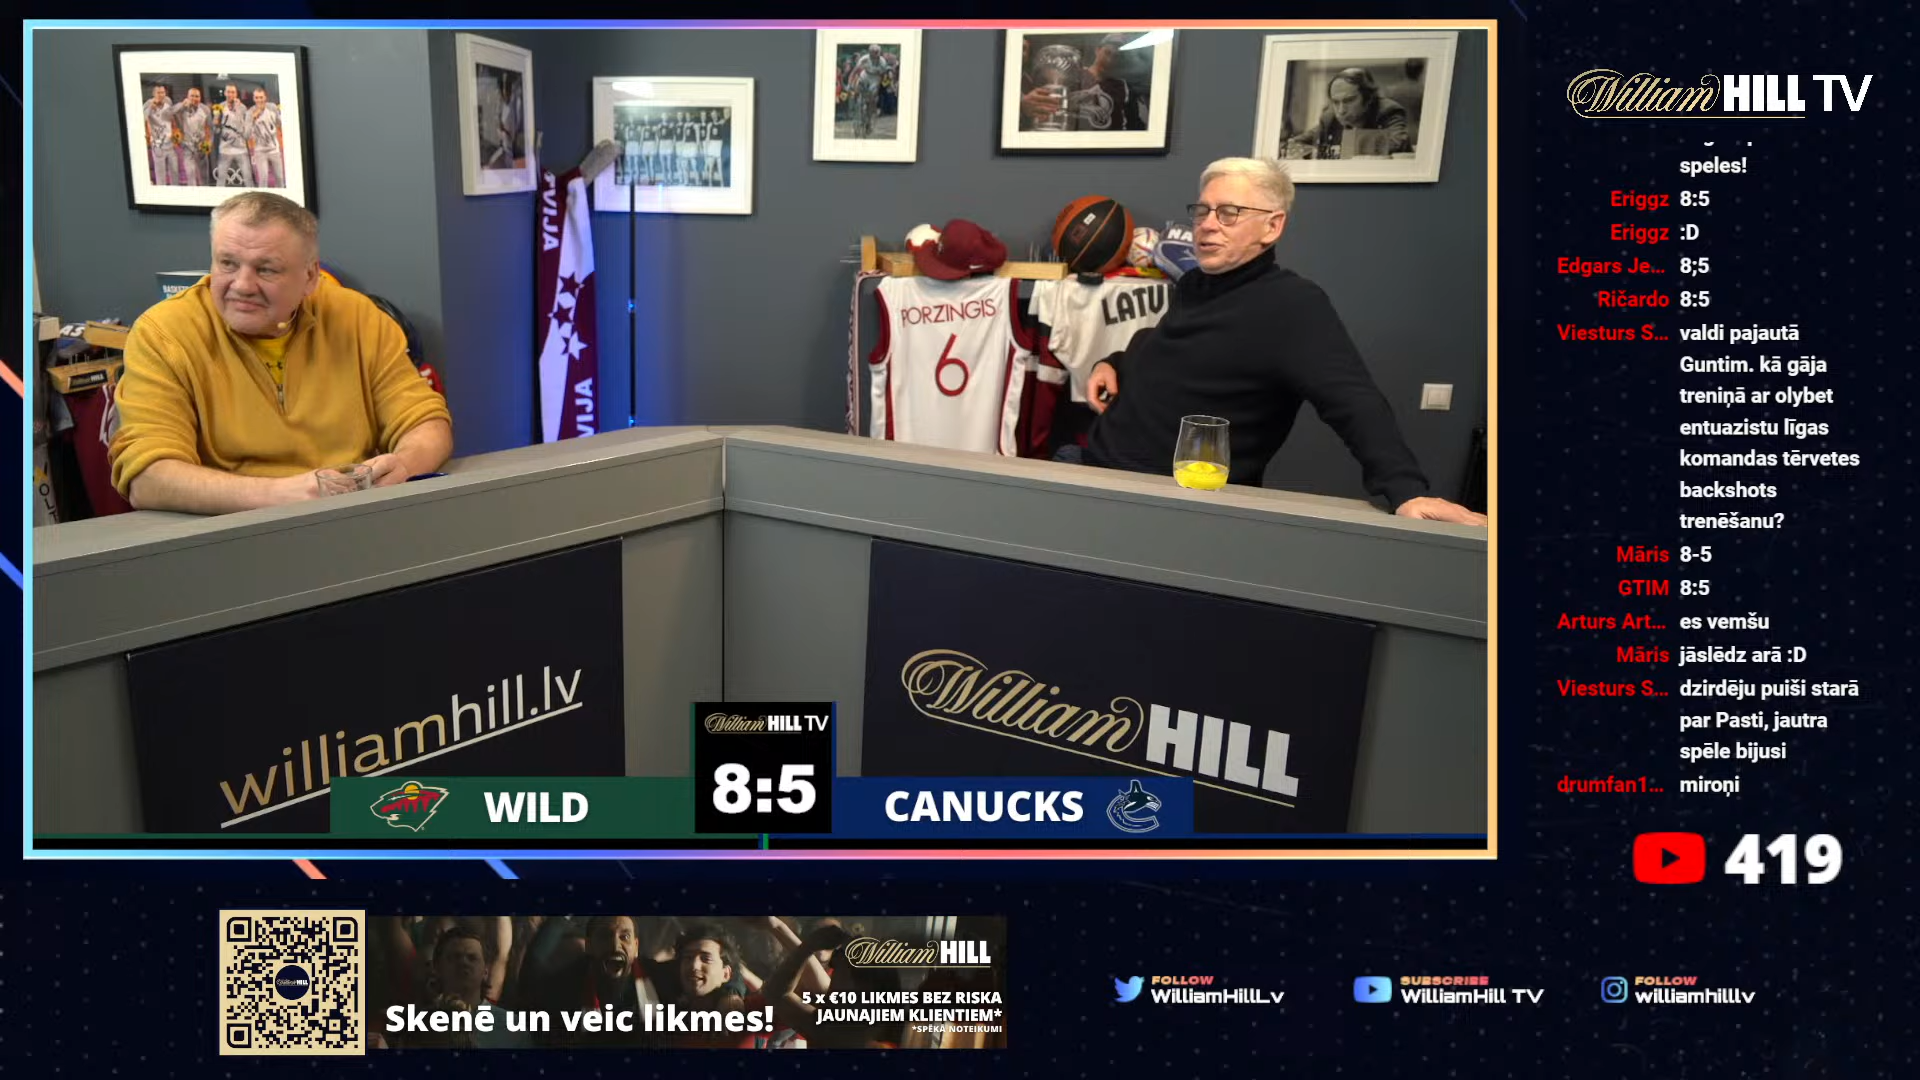 William HILL TV
speles!
Eriggz 8:5
Eriggz :D
Edgars Je... 8;5
Ričardo 8:5
Viesturs S... valdi pajautā
Guntim. kā gāja
treniņā ar olybet
entuazistu līgas
komandas tērvetes
backshots
trenēšanu?
Māris 8-5
GTIM 8:5
Arturs Art... es vemšu
Māris jāslēdz arā :D
Viesturs S... dzirdēju puiši starā
par Pasti, jautra
spēle bijusi
drumfan1... miroņi
419
VIJA
VIJA
PORZINGIS
6
LATV
NA
williamhill.lv
William HILL
William HILL TV
WILD
8:5
CANUCKS
William HILL
5 x €10 LIKMES BEZ RISKA
JAUNAJIEM KLIENTIEM*
*SPĒKĀ NOTEIKUMI
Skenē un veic likmes!
FOLLOW
WilliamHillLv
SUBSCRIBE
WilliamHill TV
FOLLOW
williamhilllv